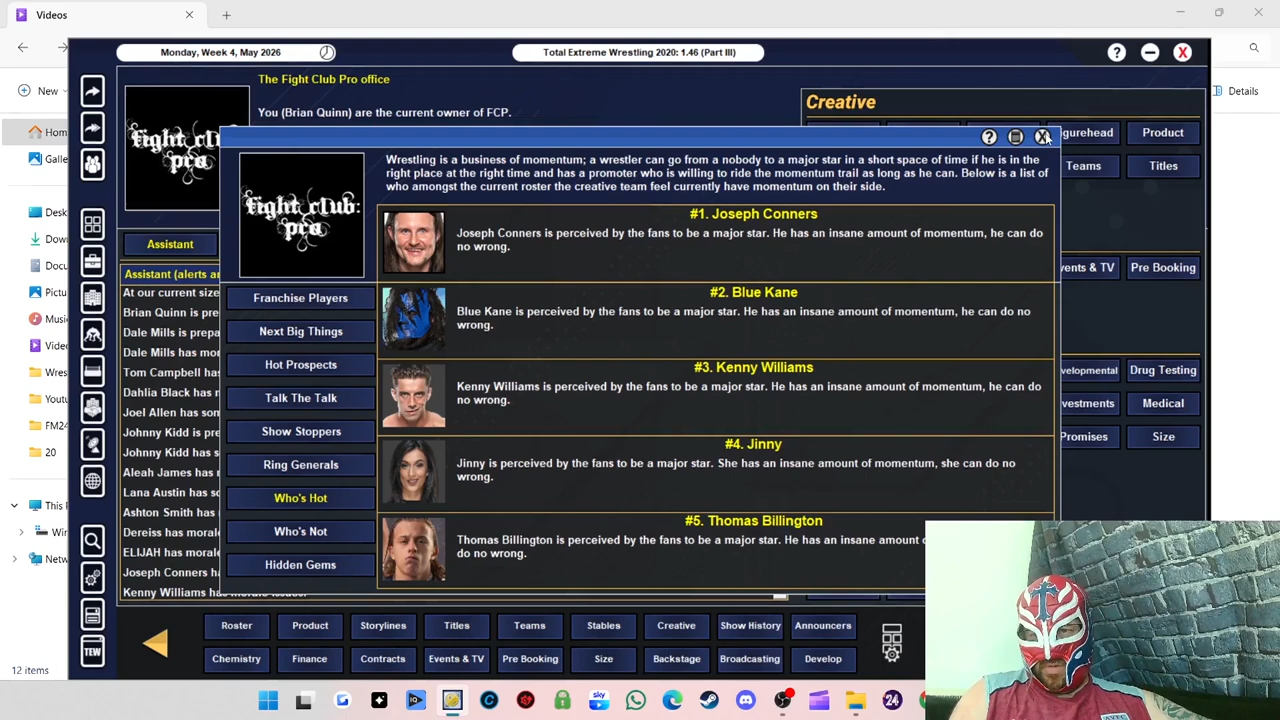 Videos
New
Details
Monday, Week 4, May 2026
Total Extreme Wrestling 2020: 1.46 (Part III)
The Fight Club Pro office
You (Brian Quinn) are the current owner of FCP.
Creative
Product
Teams
Titles
Pre Booking
Drug Testing
Medical
Size
fight club:
pro
Wrestling is a business of momentum; a wrestler can go from a nobody to a major star in a short space of time if he is in the
right place at the right time and has a promoter who is willing to ride the momentum trail as long as he can. Below is a list of
who amongst the current roster the creative team feel currently have momentum on their side.
Franchise Players
Next Big Things
Hot Prospects
Talk The Talk
Show Stoppers
Ring Generals
Who's Hot
Who's Not
Hidden Gems
#1. Joseph Conners
Joseph Conners is perceived by the fans to be a major star. He has an insane amount of momentum, he can do
no wrong.
#2. Blue Kane
Blue Kane is perceived by the fans to be a major star. He has an insane amount of momentum, he can do no
wrong.
#3. Kenny Williams
Kenny Williams is perceived by the fans to be a major star. He has an insane amount of momentum, he can do
no wrong.
#4. Jinny
Jinny is perceived by the fans to be a major star. She has an insane amount of momentum, she can do no
wrong.
#5. Thomas Billington
Thomas Billington is perceived by the fans to be a major star. He has an insane
do no wrong.
Assistant
Assistant (alerts
At our current size
Brian Quinn is
Dale Mills is
Dale Mills has
Tom Campbell
Dahlia Black has
Joel Allen has
Johnny Kidd is
Johnny Kidd is
Aleah James has
Lana Austin has
Ashton Smith has
Dereiss has
ELIJAH has
Joseph Conners
Kenny Williams
12 items
Roster
Product
Storylines
Titles
Teams
Stables
Creative
Show History
Announcers
Chemistry
Finance
Contracts
Events & TV
Pre Booking
Size
Backstage
Broadcasting
Develop
TEW
FM24
20
sky
24